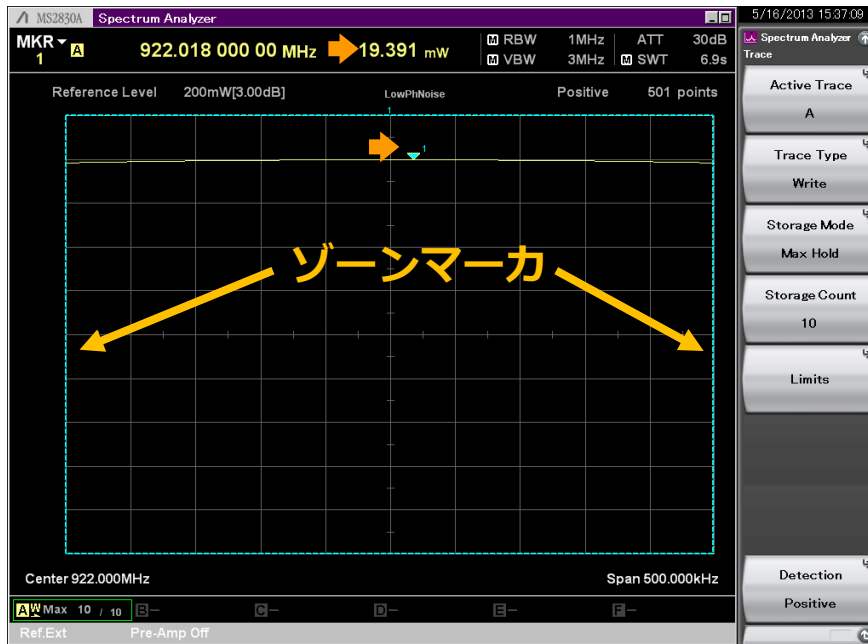 MS2830A Spectrum Analyzer
5/16/2013 15:37:09
MKR 1 A 922.018 000 00 MHz 19.391 mW
M RBW 1MHz ATT 30dB
M VBW 3MHz M SWT 6.9s
Reference Level 200mW[3.00dB] LowPhNoise Positive 501 points
1
1
ゾーンマーカ
Center 922.000MHz Span 500.000kHz
A W Max 10 / 10 B- C- D- E- F-
Ref.Ext Pre-Amp Off
Spectrum Analyzer
Trace
Active Trace
A
Trace Type
Write
Storage Mode
Max Hold
Storage Count
10
Limits
Detection
Positive